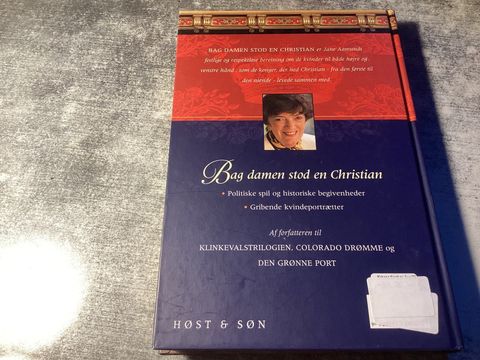 BAG DAMEN STOD EN CHRISTIAN er Jane Aamunds
festlige og respektløse beretning om de kvinder til både højre og
venstre hånd, som de konger, der hed Christian - fra den første til
den niende - levede sammen med.
Bag damen stod en Christian
• Politiske spil og historiske begivenheder
• Gribende kvindeportrætter
Af forfatteren til
KLINKEVALSTRILOGIEN, COLORADO DRØMME og
DEN GRØNNE PORT
HØST & SØN